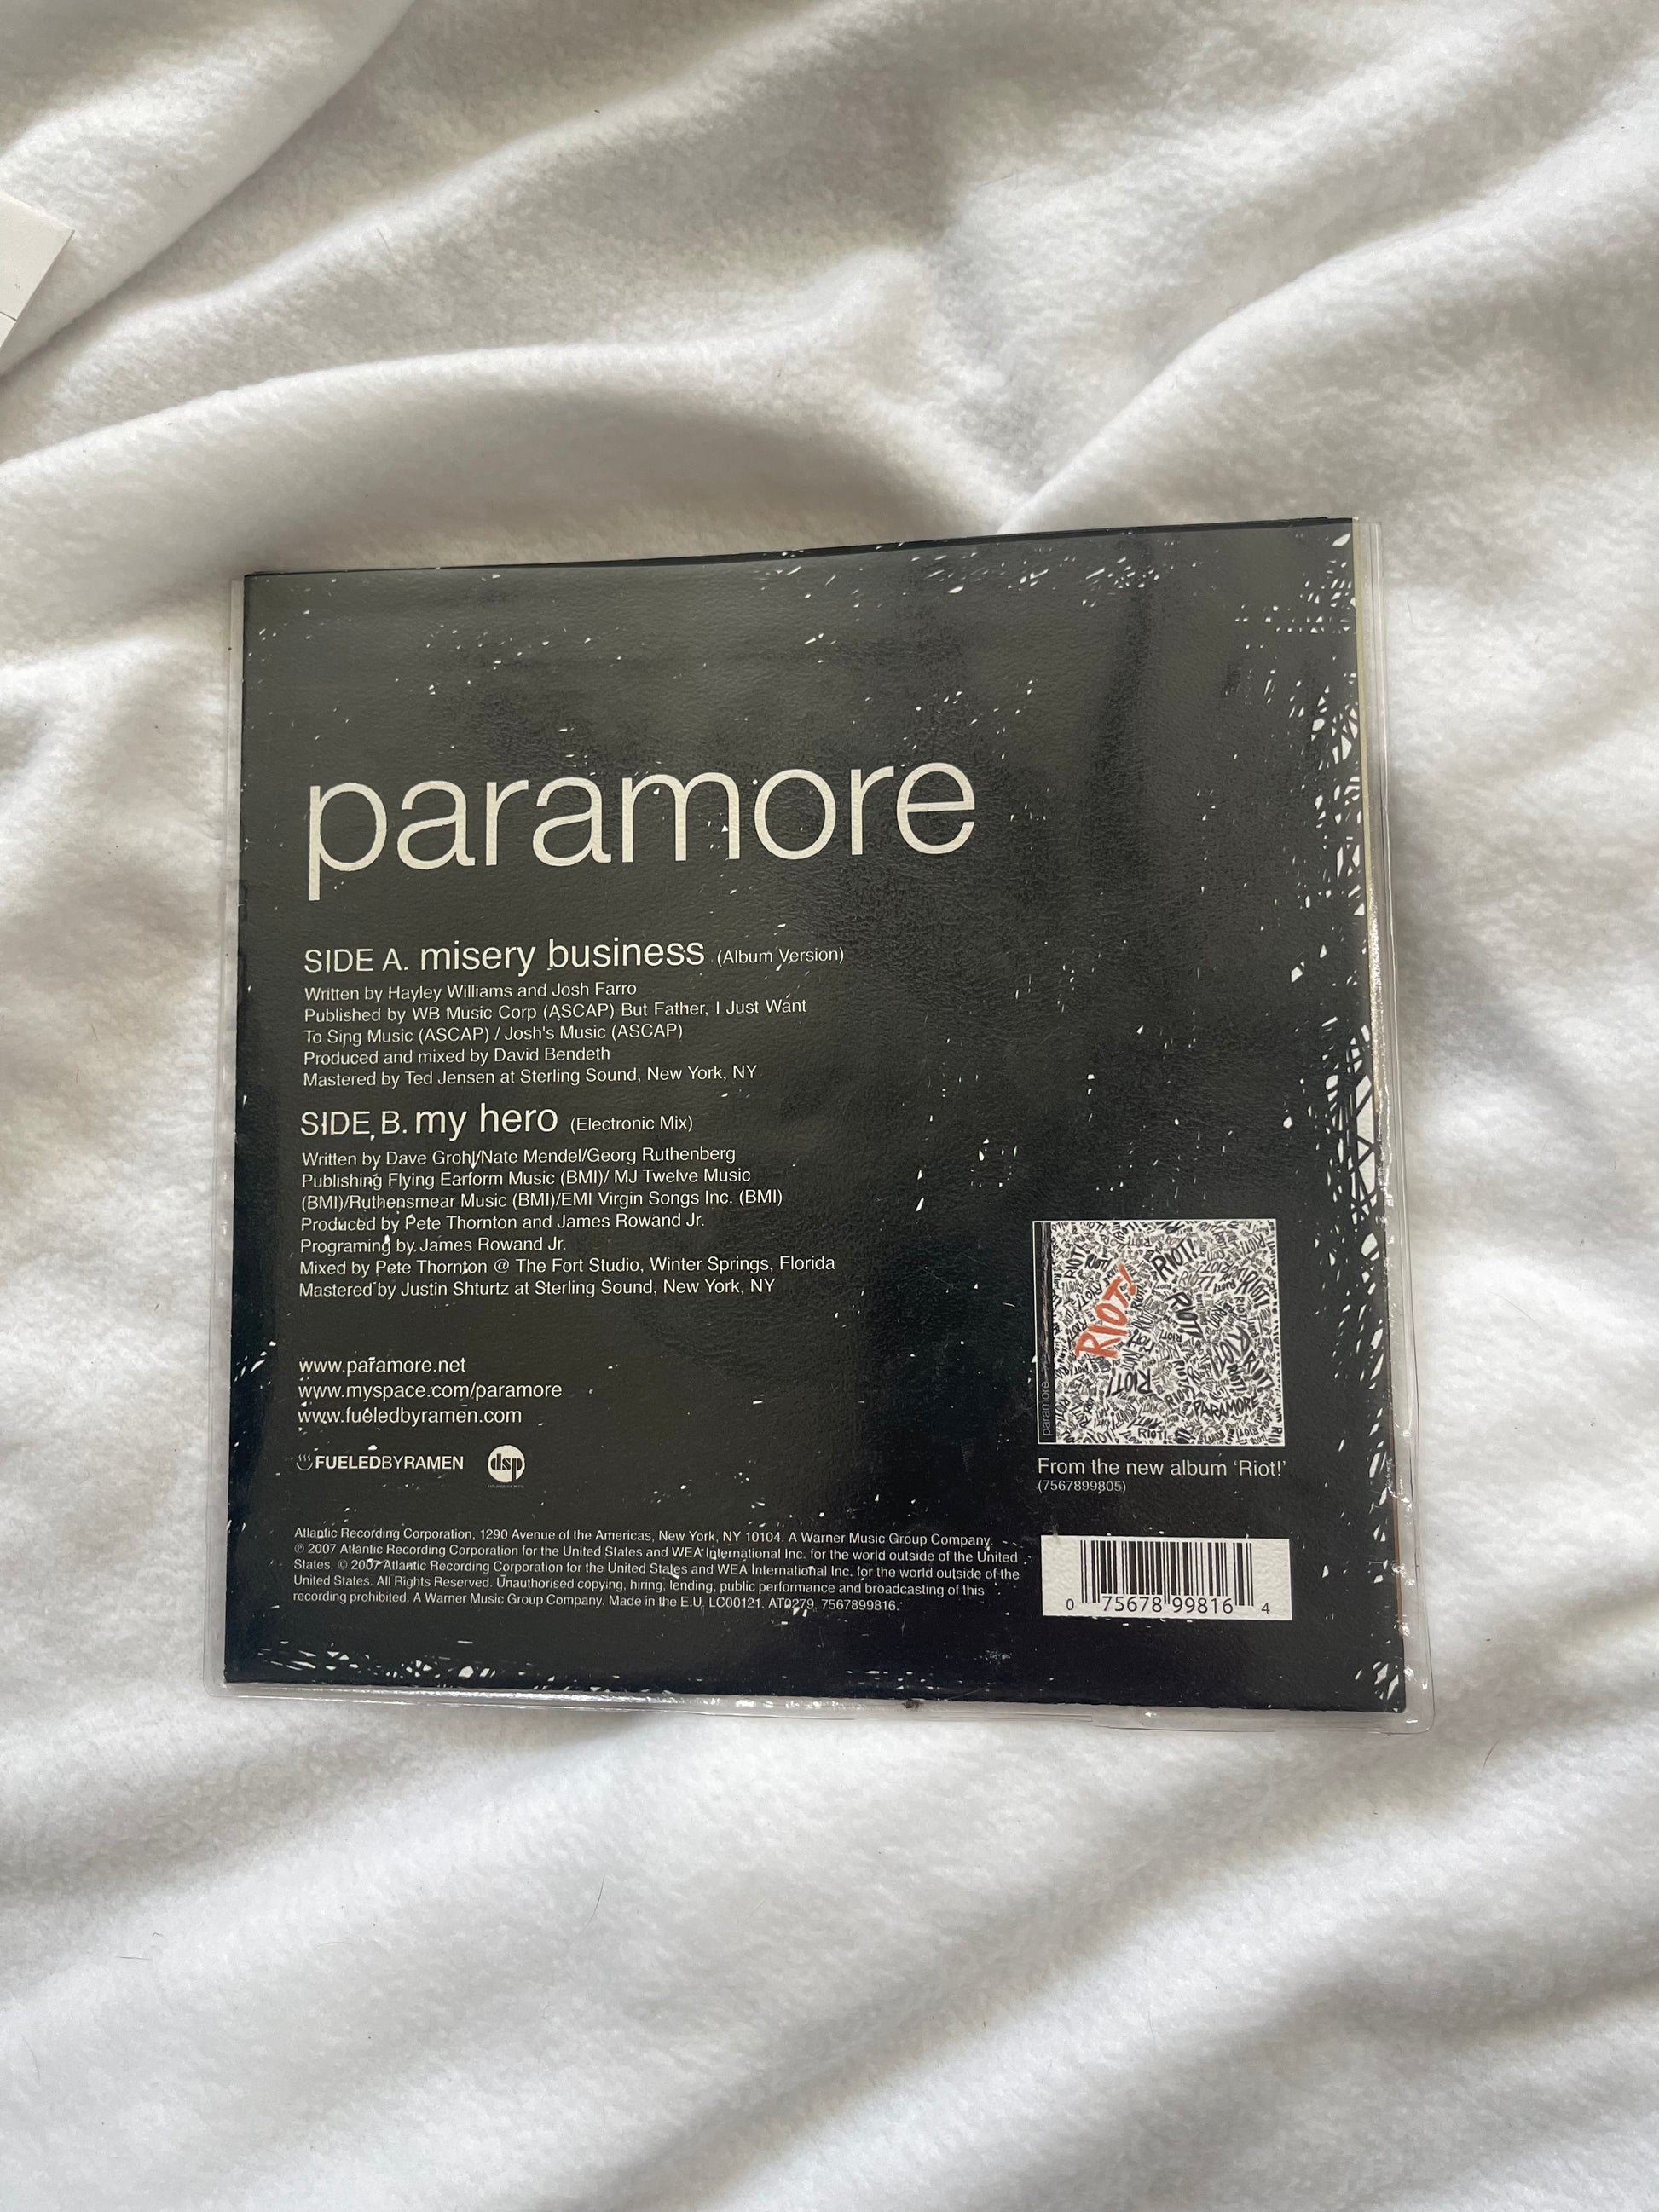 paramore
SIDE A. misery business (Album Version)
Written by Hayley Williams and Josh Farro
Published by WB Music Corp (ASCAP) But Father, I Just Want
To Sing Music (ASCAP) / Josh's Music (ASCAP)
Produced and mixed by David Bendeth
Mastered by Ted Jensen at Sterling Sound, New York, NY
SIDE B. my hero (Electronic Mix)
Written by Dave Grohl/Nate Mendel/Georg Ruthenberg
Publishing Flying Earform Music (BMI)/ MJ Twelve Music
(BMI)/Ruthensmear Music (BMI)/EMI Virgin Songs Inc. (BMI)
Produced by Pete Thornton and James Rowand Jr.
Programing by James Rowand Jr.
Mixed by Pete Thornton @ The Fort Studio, Winter Springs, Florida
Mastered by Justin Shturtz at Sterling Sound, New York, NY
www.paramore.net
www.myspace.com/paramore
www.fueledbyramen.com
FUELEDBYRAMEN dsp
paramore
RIOT!
RIOT!
RIOT!
RIOT!
PARAMORE
RIOT!
From the new album 'Riot!'
(7567899805)
Atlantic Recording Corporation, 1290 Avenue of the Americas, New York, NY 10104. A Warner Music Group Company.
℗ 2007 Atlantic Recording Corporation for the United States and WEA International Inc. for the world outside of the United
States. © 2007 Atlantic Recording Corporation for the United States and WEA International Inc. for the world outside of the
United States. All Rights Reserved. Unauthorised copying, hiring, lending, public performance and broadcasting of this
recording prohibited. A Warner Music Group Company. Made in the E.U. LC00121. AT0279. 7567899816.
0 75678 99816 4